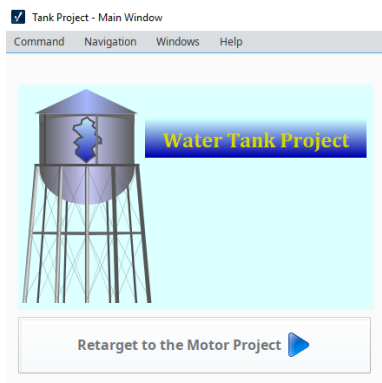 Tank Project - Main Window
Command Navigation Windows Help
Water Tank Project
Retarget to the Motor Project